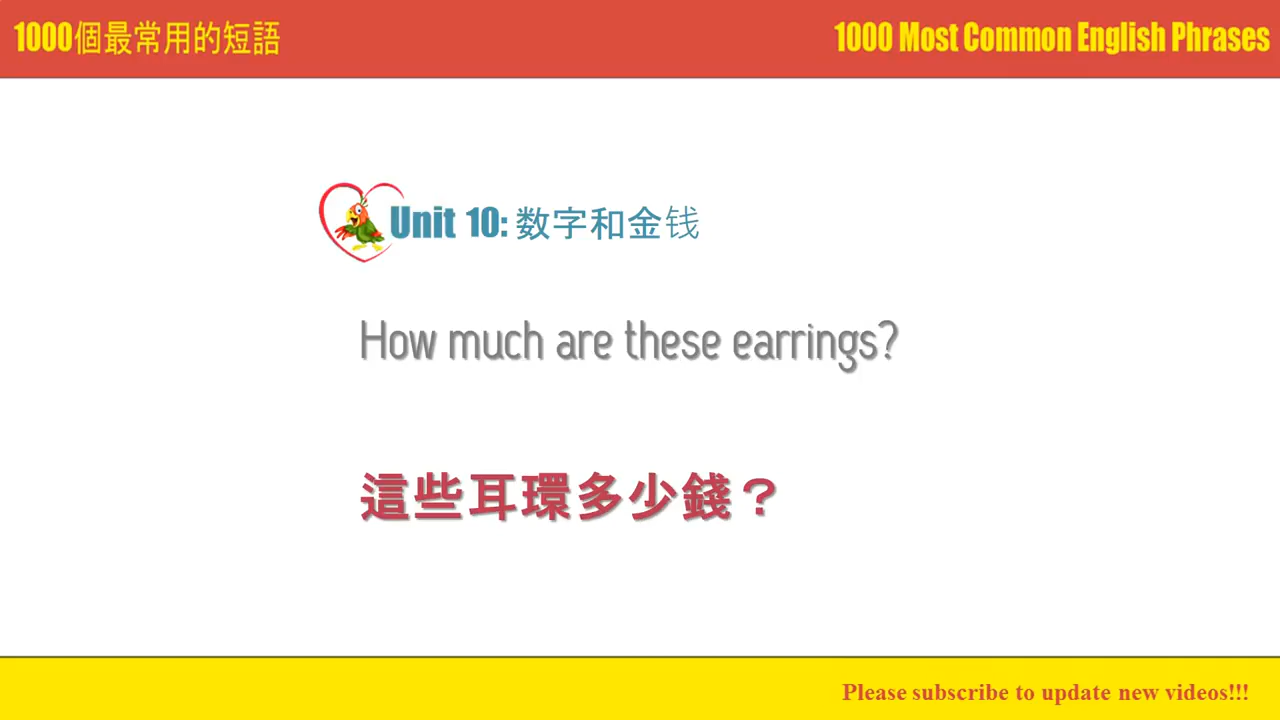 1000個最常用的短語
1000 Most Common English Phrases
Unit 10: 数字和金钱
How much are these earrings?
這些耳環多少錢？
Please subscribe to update new videos!!!